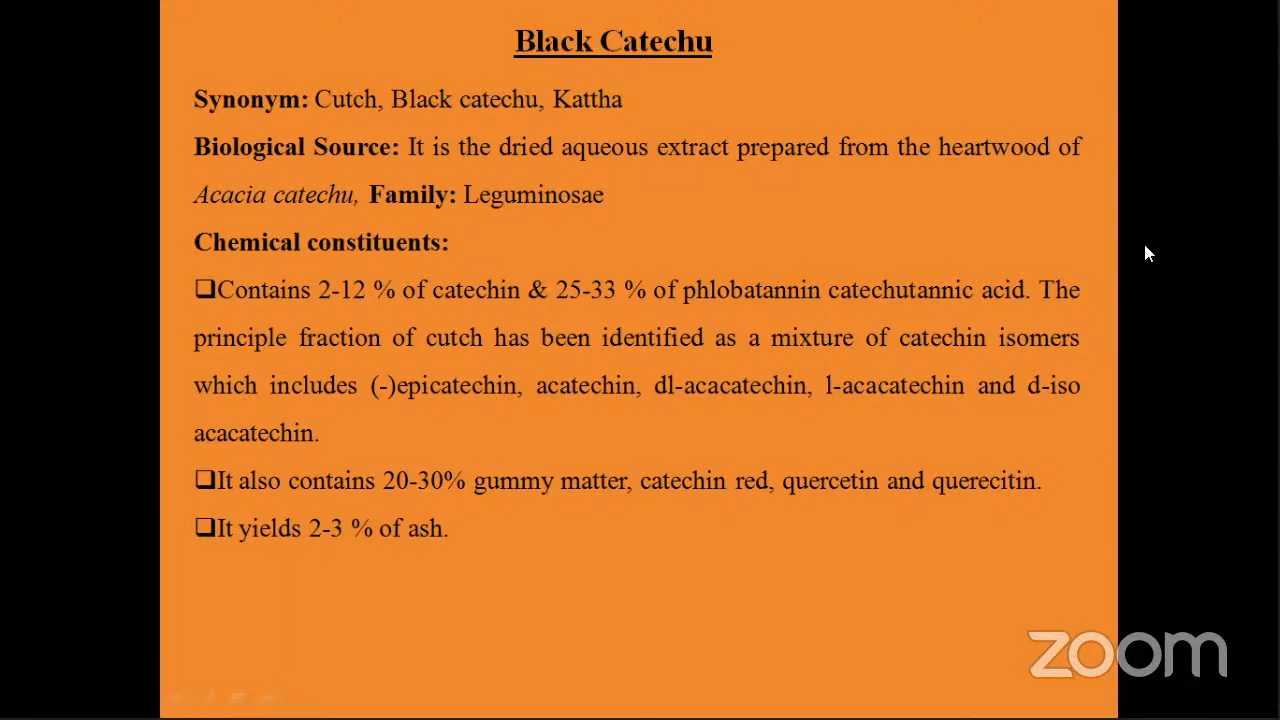 Black Catechu
Synonym: Cutch, Black catechu, Kattha
Biological Source: It is the dried aqueous extract prepared from the heartwood of
Acacia catechu, Family: Leguminosae
Chemical constituents:
❑Contains 2-12 % of catechin & 25-33 % of phlobatannin catechutannic acid. The
principle fraction of cutch has been identified as a mixture of catechin isomers
which includes (-)epicatechin, acatechin, dl-acacatechin, l-acacatechin and d-iso
acacatechin.
❑It also contains 20-30% gummy matter, catechin red, quercetin and querecitin.
❑It yields 2-3 % of ash.
zoom